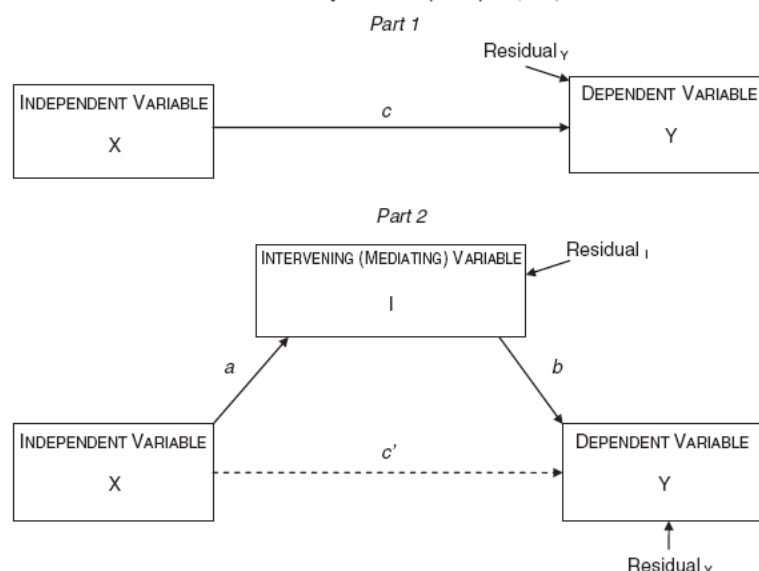 Part 1
Residual Y
INDEPENDENT VARIABLE
X
c
DEPENDENT VARIABLE
Y
Part 2
INTERVENING (MEDIATING) VARIABLE
I
Residual I
a
b
INDEPENDENT VARIABLE
X
c'
DEPENDENT VARIABLE
Y
Residual Y